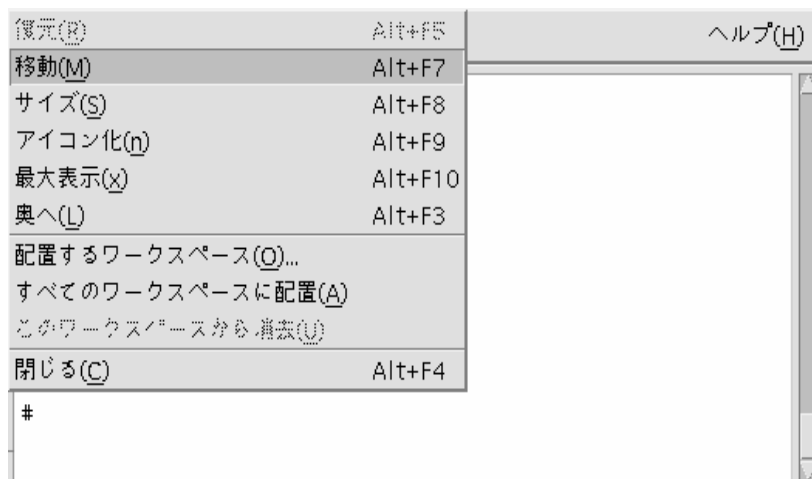 復元(R) Alt+F5
ヘルプ(H)
移動(M) Alt+F7
サイズ(S) Alt+F8
アイコン化(n) Alt+F9
最大表示(x) Alt+F10
奥へ(L) Alt+F3
配置するワークスペース(O)...
すべてのワークスペースに配置(A)
このワークスペースから消去(U)
閉じる(C) Alt+F4
#